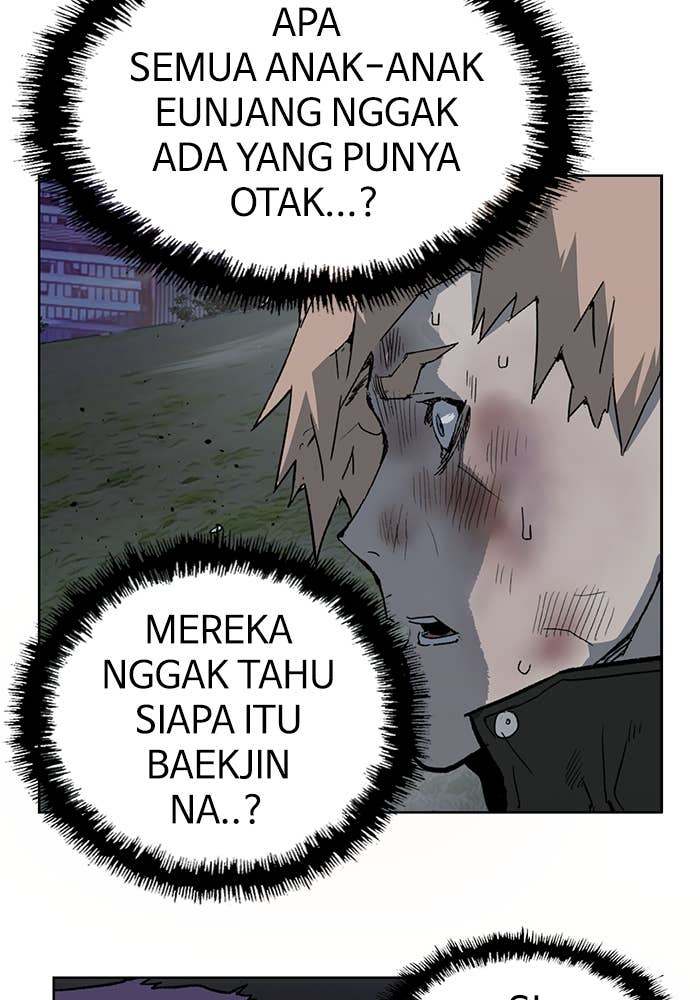 APA
SEMUA ANAK-ANAK
EUNJANG NGGAK
ADA YANG PUNYA
OTAK...?
MEREKA
NGGAK TAHU
SIAPA ITU
BAEKJIN
NA..?